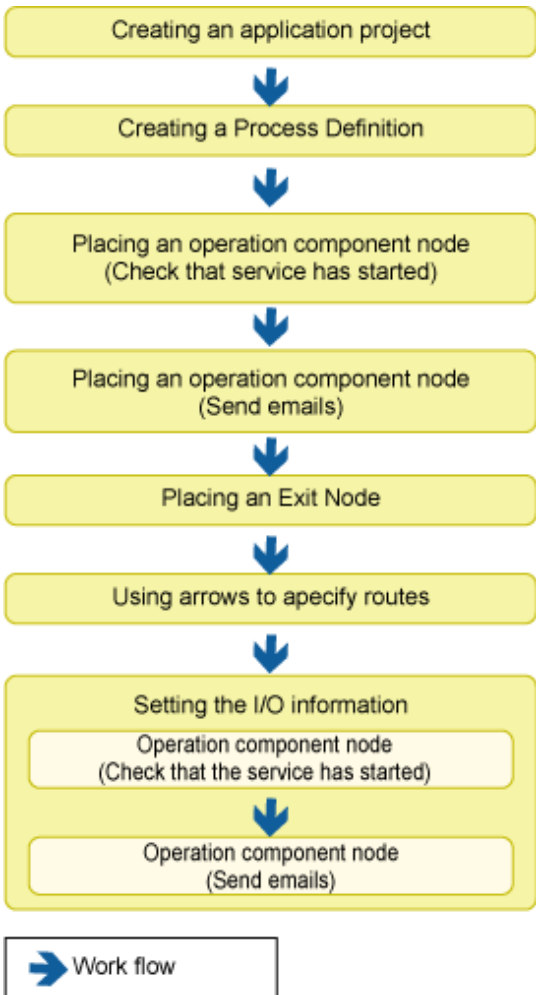 Creating an application project
Creating a Process Definition
Placing an operation component node
(Check that service has started)
Placing an operation component node
(Send emails)
Placing an Exit Node
Using arrows to apecify routes
Setting the I/O information
Operation component node
(Check that the service has started)
Operation component node
(Send emails)
Work flow